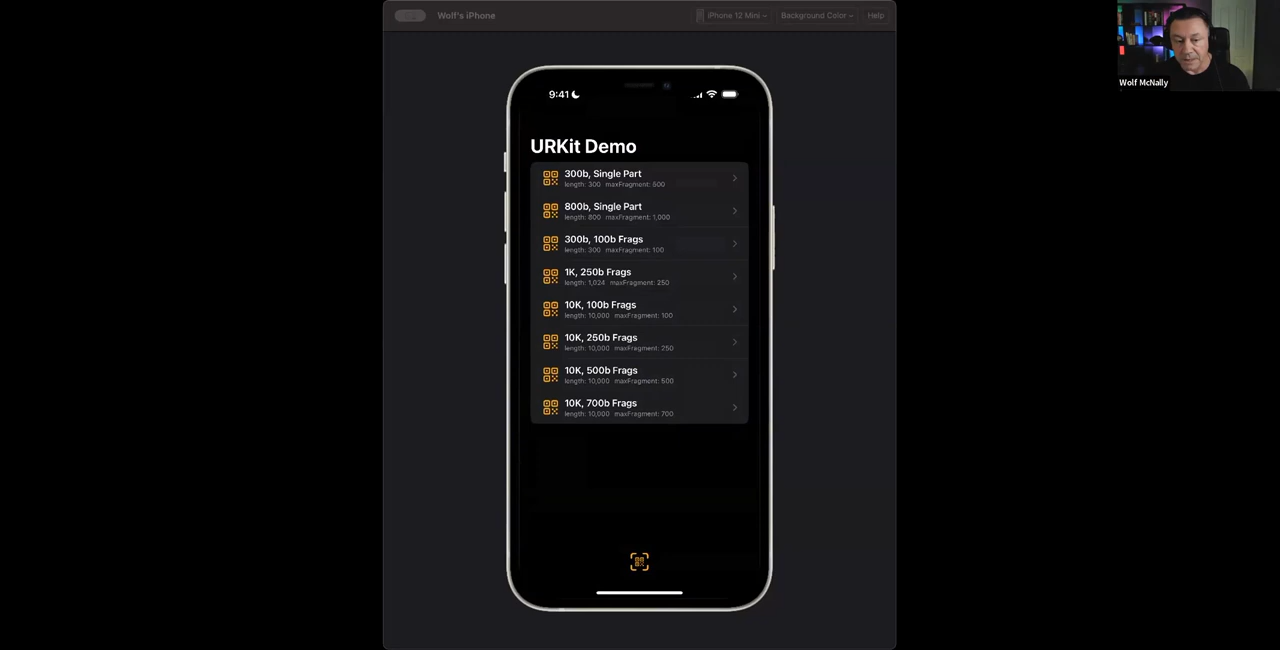 Wolf's iPhone
iPhone 12 Mini
Background Color
Help
Wolf McNally
9:41
URKit Demo
300b, Single Part
length: 300 maxFragment: 500
800b, Single Part
length: 800 maxFragment: 1,000
300b, 100b Frags
length: 300 maxFragment: 100
1K, 250b Frags
length: 1,024 maxFragment: 250
10K, 100b Frags
length: 10,000 maxFragment: 100
10K, 250b Frags
length: 10,000 maxFragment: 250
10K, 500b Frags
length: 10,000 maxFragment: 500
10K, 700b Frags
length: 10,000 maxFragment: 700